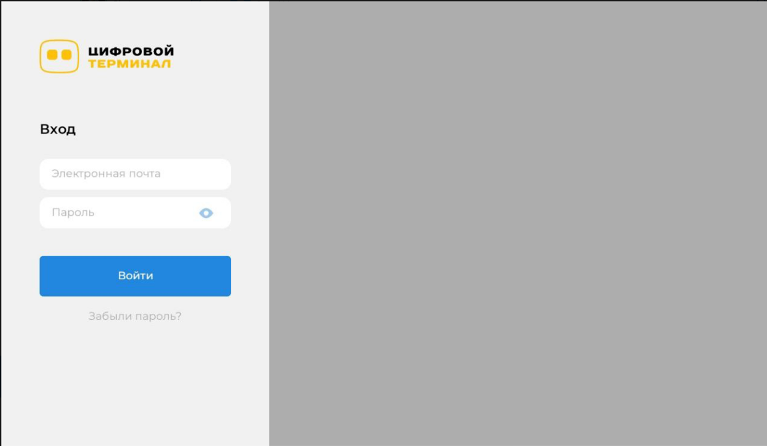 ЦИФРОВОЙ
ТЕРМИНАЛ
Вход
Электронная почта
Пароль
Войти
Забыли пароль?